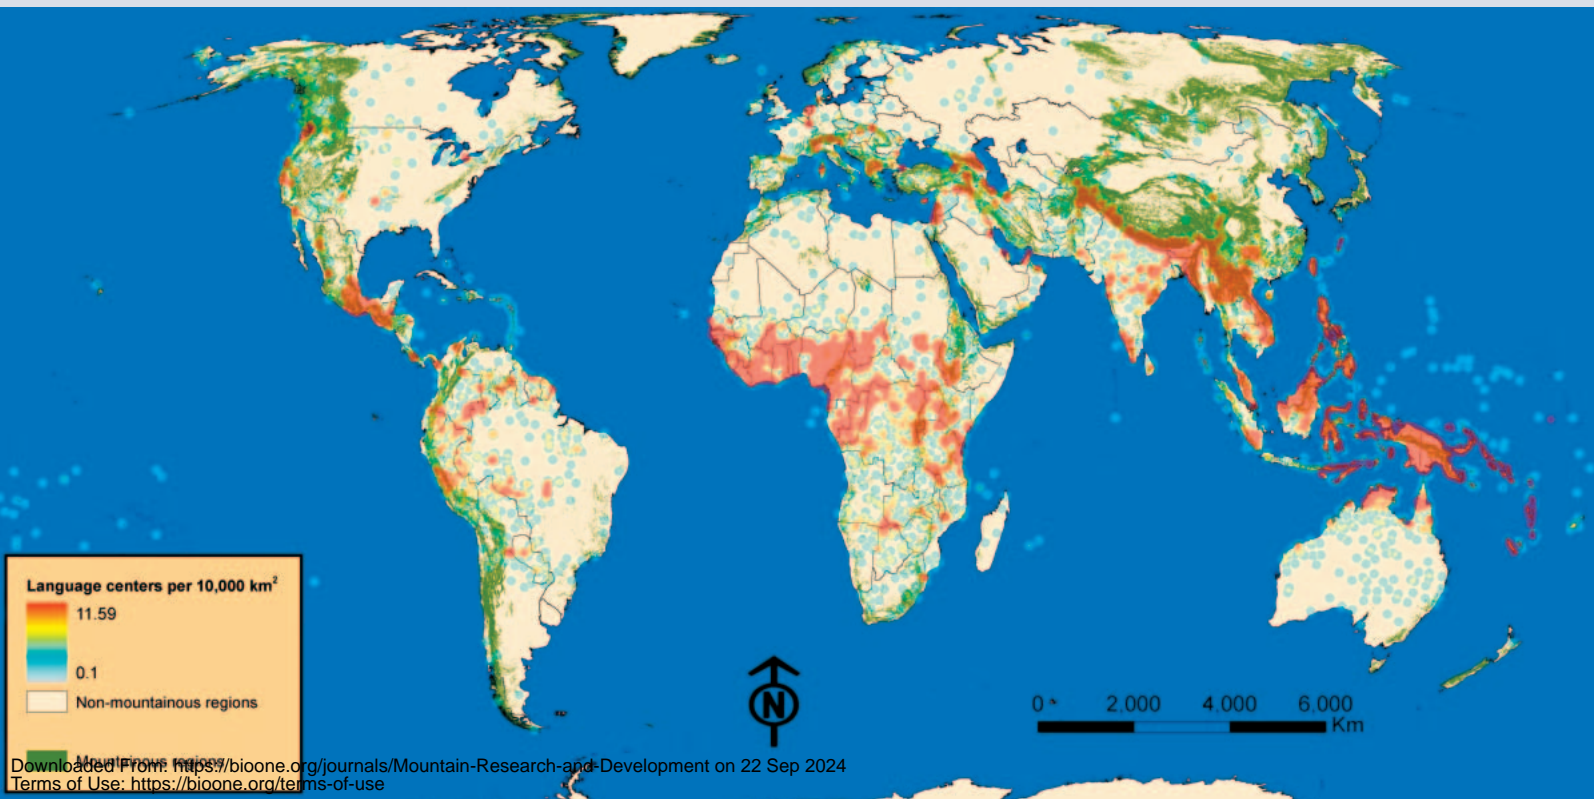 Language centers per 10,000 km²
11.59
0.1
Non-mountainous regions
Mountainous regions
N
0 2,000 4,000 6,000
Km
Downloaded From: https://bioone.org/journals/Mountain-Research-and-Development on 22 Sep 2024
Terms of Use: https://bioone.org/terms-of-use